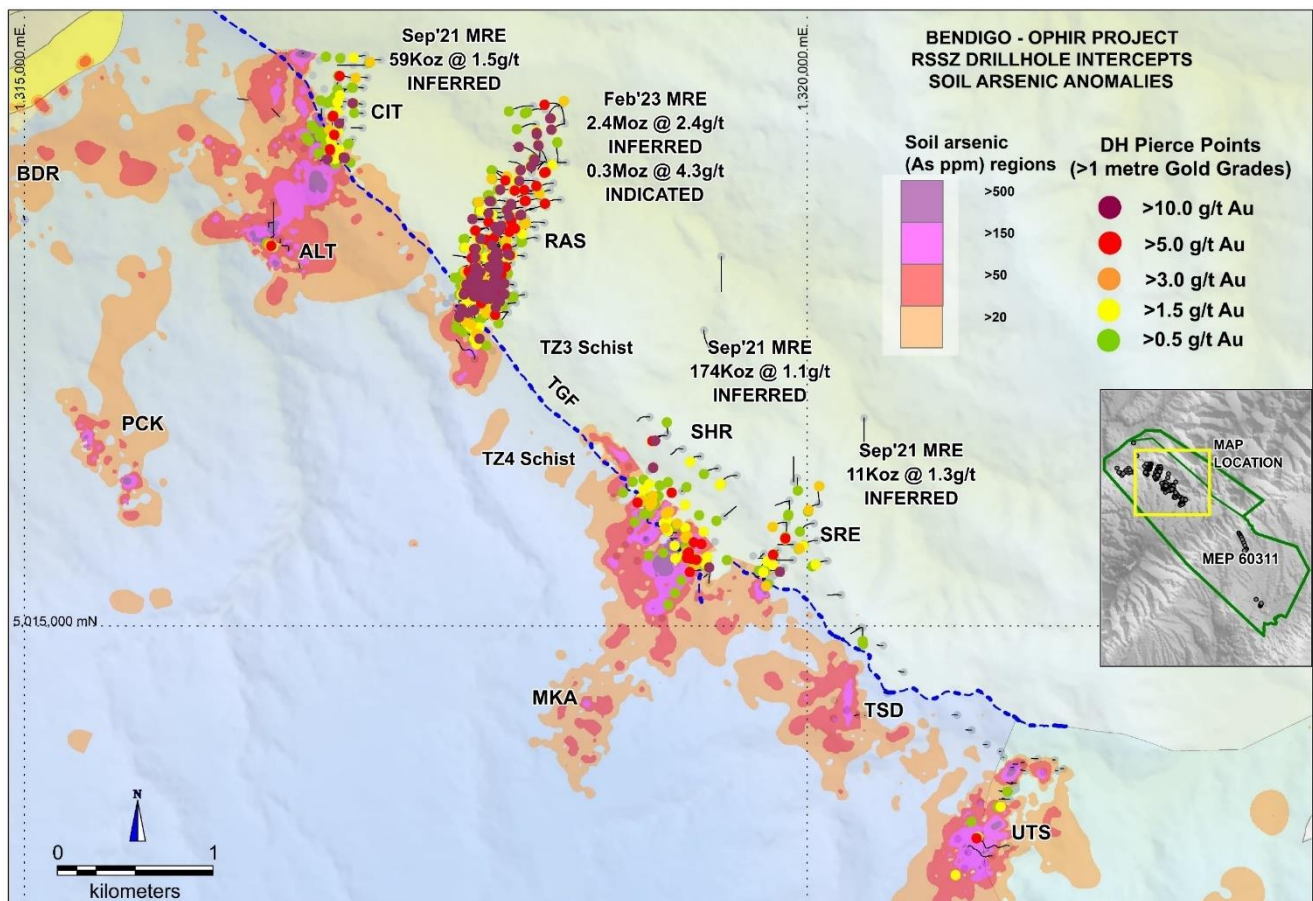 BENDIGO - OPHIR PROJECT
RSSZ DRILLHOLE INTERCEPTS
SOIL ARSENIC ANOMALIES
1,315,000 mE.
1,320,000 mE.
Sep'21 MRE
59Koz @ 1.5g/t
INFERRED
CIT
Feb'23 MRE
2.4Moz @ 2.4g/t
INFERRED
0.3Moz @ 4.3g/t
INDICATED
Soil arsenic
(As ppm) regions
>500
>150
>50
>20
DH Pierce Points
(>1 metre Gold Grades)
>10.0 g/t Au
>5.0 g/t Au
>3.0 g/t Au
>1.5 g/t Au
>0.5 g/t Au
BDR
ALT
RAS
TZ3 Schist
Sep'21 MRE
174Koz @ 1.1g/t
INFERRED
TGF
PCK
SHR
TZ4 Schist
Sep'21 MRE
11Koz @ 1.3g/t
INFERRED
MAP
LOCATION
SRE
MEP 60311
5,015,000 mN
MKA
TSD
UTS
N
0 1
kilometers